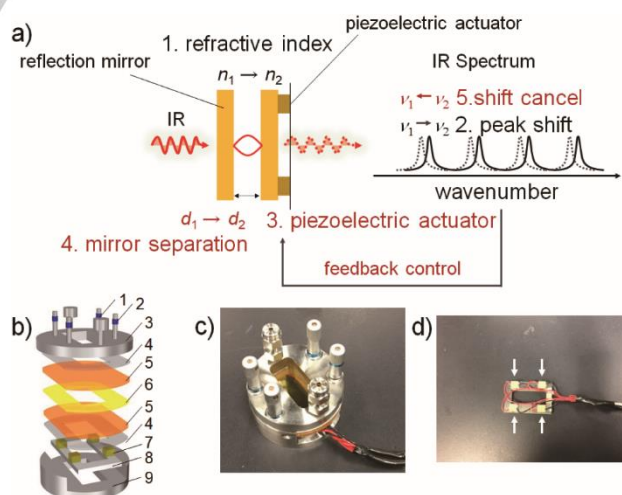 a)
1. refractive index
piezoelectric actuator
reflection mirror
n₁ → n₂
IR Spectrum
IR
ν₁ ← ν₂ 5.shift cancel
ν₁ → ν₂ 2. peak shift
wavenumber
d₁ → d₂
3. piezoelectric actuator
4. mirror separation
feedback control
b)
1
2
3
4
5
6
5
4
7
8
9
c)
d)